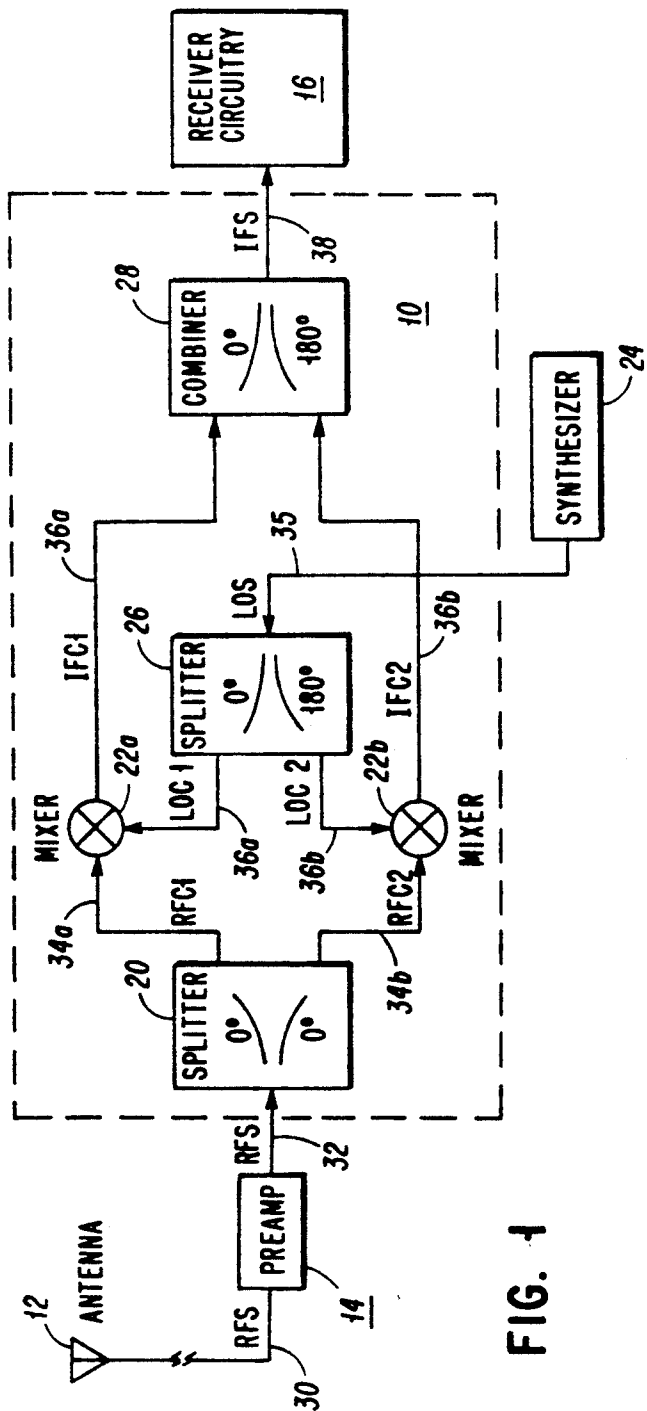 12
ANTENNA
RFS
30
PREAMP
14
RFS
32
SPLITTER
20
0°
0°
34a
RFC1
34b
RFC2
MIXER
22a
MIXER
22b
LOC 1
36a
LOC 2
36b
SPLITTER
26
0°
180°
LOS
35
IFC1
36a
IFC2
36b
COMBINER
28
0°
180°
10
IFS
38
RECEIVER
CIRCUITRY
16
SYNTHESIZER
24
FIG. 1